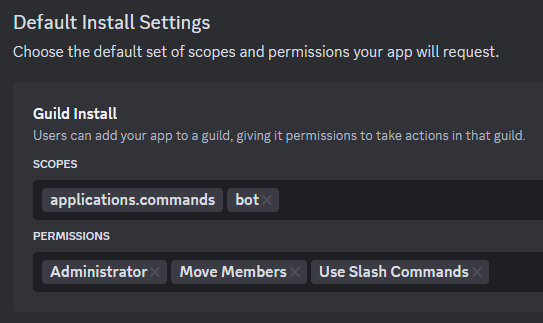 Default Install Settings
Choose the default set of scopes and permissions your app will request.
Guild Install
Users can add your app to a guild, giving it permissions to take actions in that guild.
SCOPES
applications.commands bot ×
PERMISSIONS
Administrator × Move Members × Use Slash Commands ×